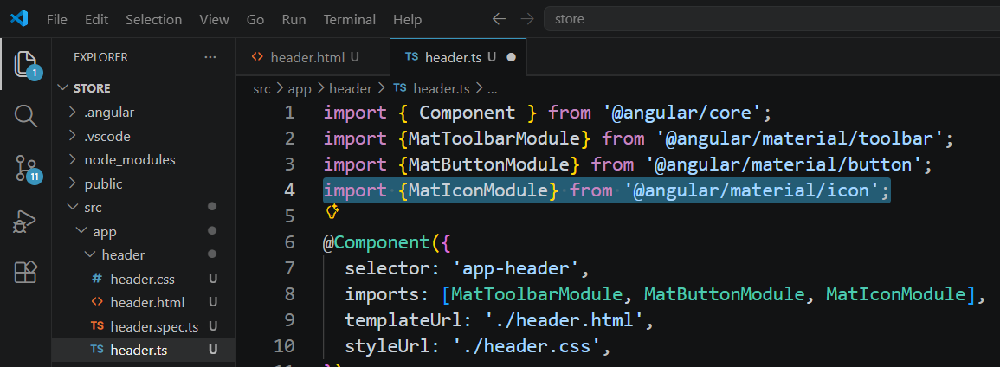 File Edit Selection View Go Run Terminal Help store
EXPLORER ...
1
STORE
.angular
.vscode
node_modules
public
11
src
app
header
# header.css U
<> header.html U
TS header.spec.ts U
TS header.ts U
<> header.html U TS header.ts U
src > app > header > TS header.ts > ...
1 import { Component } from '@angular/core';
2 import {MatToolbarModule} from '@angular/material/toolbar';
3 import {MatButtonModule} from '@angular/material/button';
4 import {MatIconModule} from '@angular/material/icon';
5
6 @Component({
7 selector: 'app-header',
8 imports: [MatToolbarModule, MatButtonModule, MatIconModule],
9 templateUrl: './header.html',
10 styleUrl: './header.css',